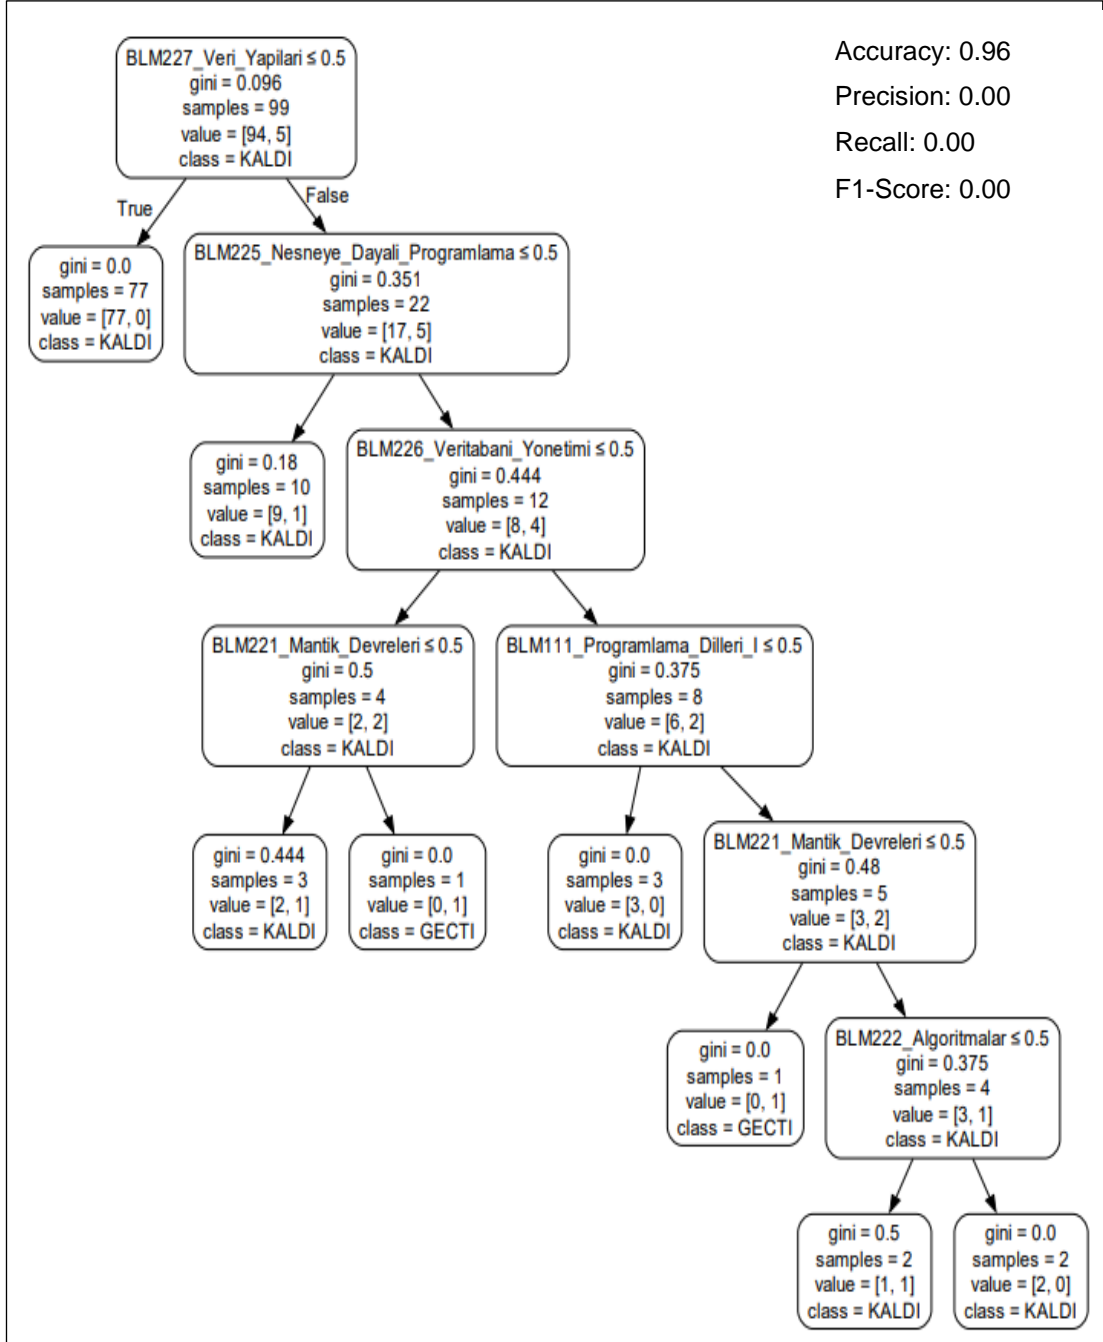 Accuracy: 0.96
Precision: 0.00
Recall: 0.00
F1-Score: 0.00
BLM227_Veri_Yapilari ≤ 0.5
gini = 0.096
samples = 99
value = [94, 5]
class = KALDI
True
False
gini = 0.0
samples = 77
value = [77, 0]
class = KALDI
BLM225_Nesneye_Dayali_Programlama ≤ 0.5
gini = 0.351
samples = 22
value = [17, 5]
class = KALDI
gini = 0.18
samples = 10
value = [9, 1]
class = KALDI
BLM226_Veritabani_Yonetimi ≤ 0.5
gini = 0.444
samples = 12
value = [8, 4]
class = KALDI
BLM221_Mantik_Devreleri ≤ 0.5
gini = 0.5
samples = 4
value = [2, 2]
class = KALDI
BLM111_Programlama_Dilleri_I ≤ 0.5
gini = 0.375
samples = 8
value = [6, 2]
class = KALDI
gini = 0.444
samples = 3
value = [2, 1]
class = KALDI
gini = 0.0
samples = 1
value = [0, 1]
class = GECTI
gini = 0.0
samples = 3
value = [3, 0]
class = KALDI
BLM221_Mantik_Devreleri ≤ 0.5
gini = 0.48
samples = 5
value = [3, 2]
class = KALDI
gini = 0.0
samples = 1
value = [0, 1]
class = GECTI
BLM222_Algoritmalar ≤ 0.5
gini = 0.375
samples = 4
value = [3, 1]
class = KALDI
gini = 0.5
samples = 2
value = [1, 1]
class = KALDI
gini = 0.0
samples = 2
value = [2, 0]
class = KALDI